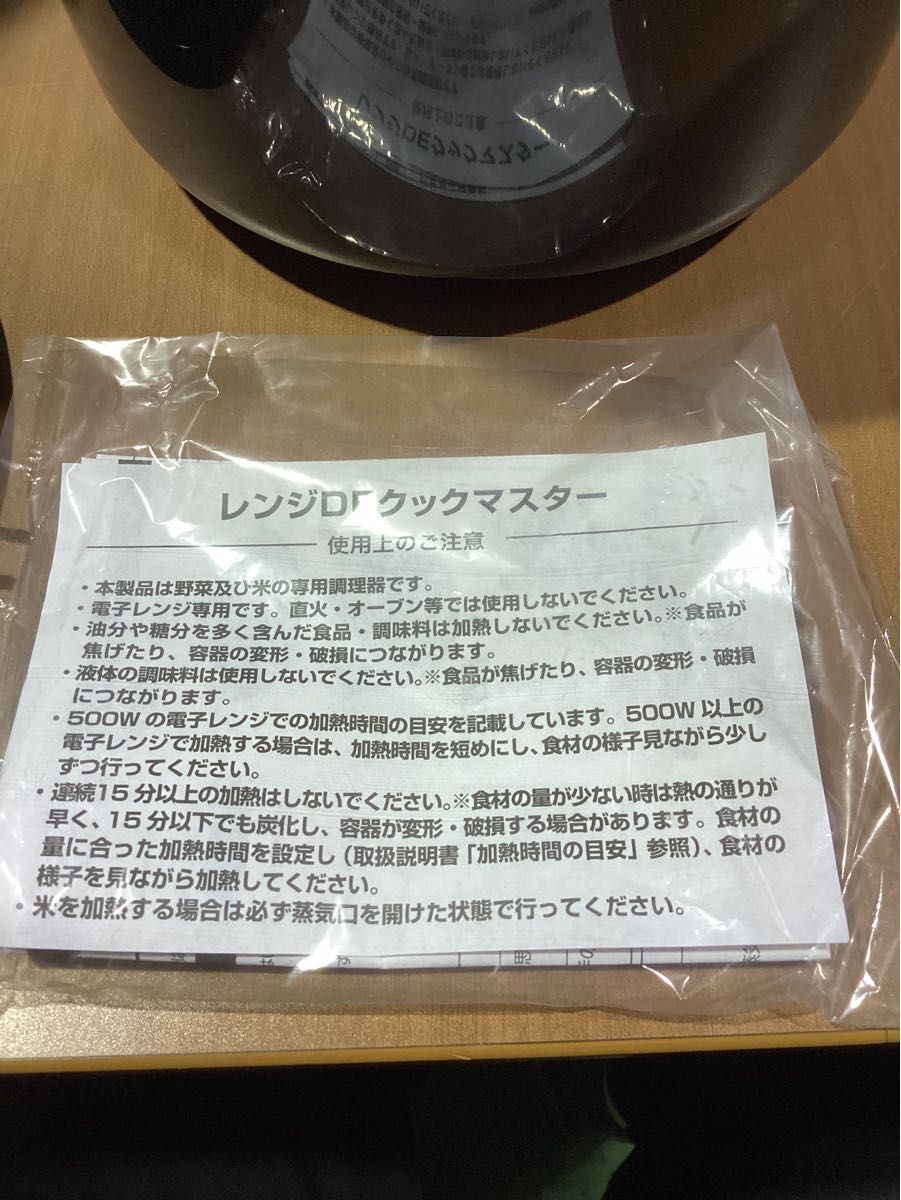 レンジDEクックマスター
使用上のご注意
・本製品は野菜及び米の専用調理器です。
・電子レンジ専用です。直火・オーブン等では使用しないでください。
・油分や糖分を多く含んだ食品・調味料は加熱しないでください。※食品が
焦げたり、容器の変形・破損につながります。
・液体の調味料は使用しないでください。※食品が焦げたり、容器の変形・破損
につながります。
・500Wの電子レンジでの加熱時間の目安を記載しています。500W以上の
電子レンジで加熱する場合は、加熱時間を短めにし、食材の様子見ながら少し
ずつ行ってください。
・連続15分以上の加熱はしないでください。※食材の量が少ない時は熱の通りが
早く、15分以下でも炭化し、容器が変形・破損する場合があります。食材の
量に合った加熱時間を設定し（取扱説明書「加熱時間の目安」参照）、食材の
様子を見ながら加熱してください。
・米を加熱する場合は必ず蒸気口を開けた状態で行ってください。